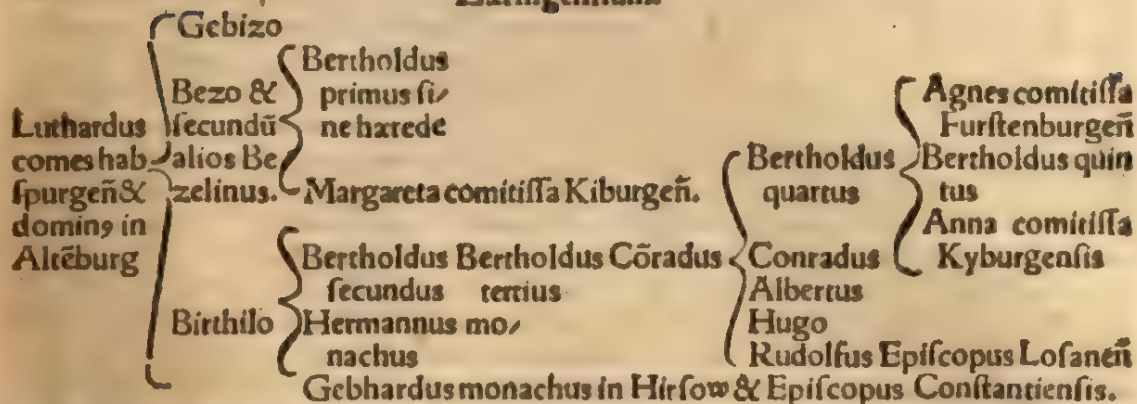 Gebizo
Luthardus
comes hab
spurgeñ &
dominꝰ in
Altēburg
Bezo &
secundū
alios Be
zelinus.
Bertholdus
primus si/
ne hærede
Margareta comitissa Kiburgeñ.
Birthilo
Bertholdus
secundus
Bertholdus
tertius
Cōradus
Hermannus mo/
nachus
Gebhardus monachus in Hirsow & Episcopus Constantiensis.
Bertholdus
quartus
Conradus
Albertus
Hugo
Rudolfus Episcopus Losaneñ
Agnes comitissa
Furstenburgeñ
Bertholdus quin
tus
Anna comitissa
Kyburgensis